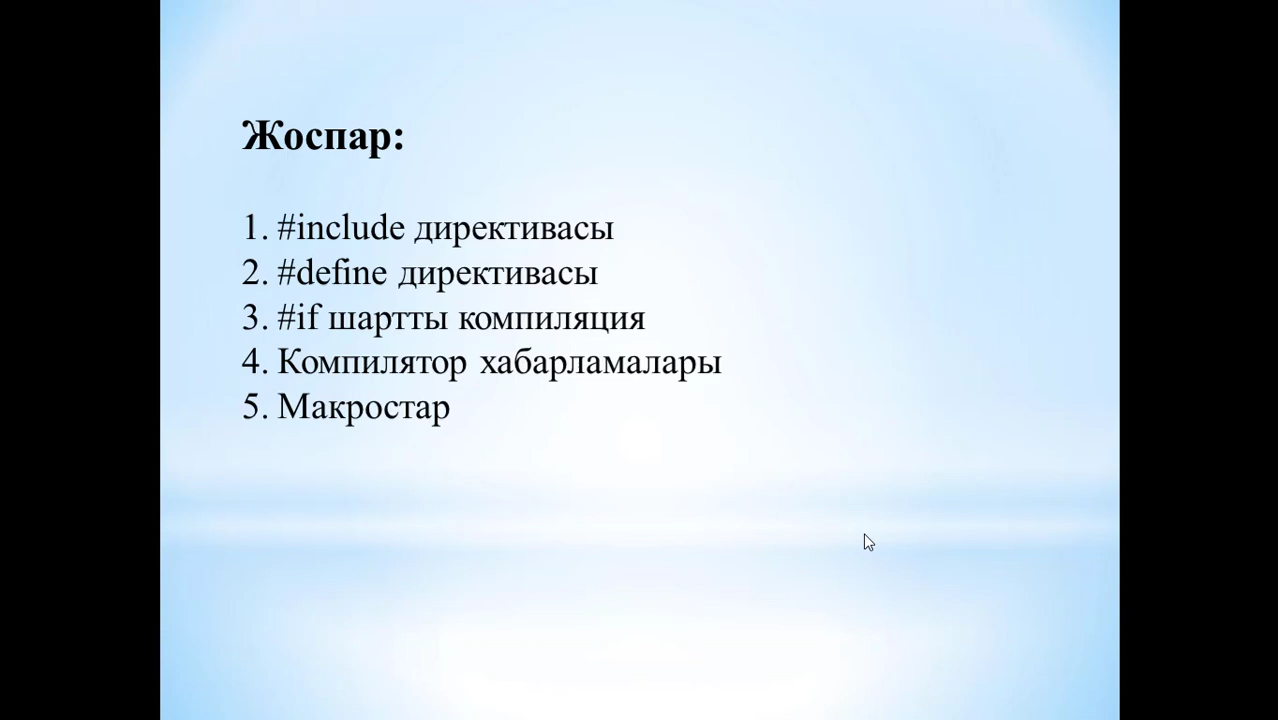 Жоспар:
1. #include директивасы
2. #define директивасы
3. #if шартты компиляция
4. Компилятор хабарламалары
5. Макростар